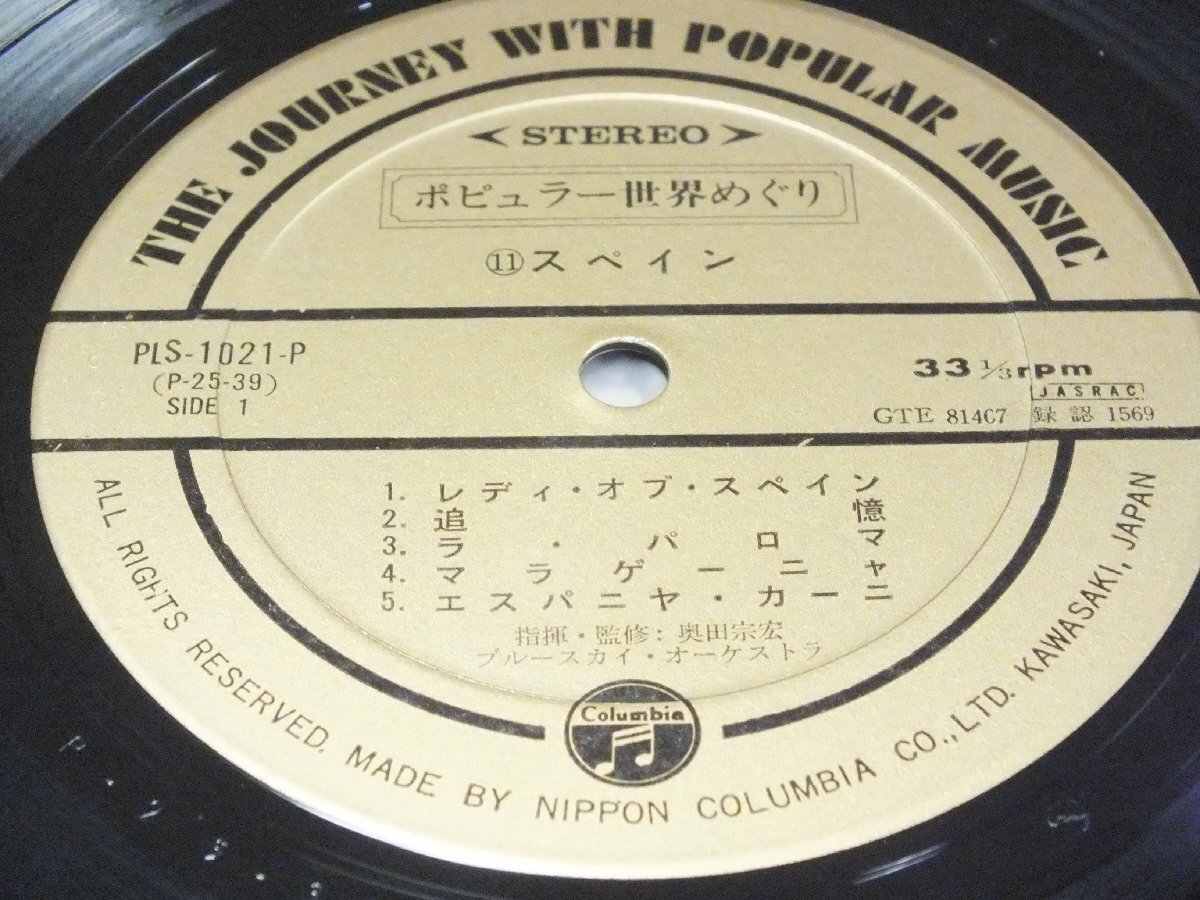 THE JOURNEY WITH POPULAR MUSIC
STEREO
ポピュラー世界めぐり
⑪スペイン
PLS-1021-P
(P-25-39)
SIDE 1
33 1/3 rpm
JASRAC
GTE 81407 録認 1569
1. レディ・オブ・スペイン
2. 追憶
3. ラ・パロマ
4. マラゲーニャ
5. エスパニヤ・カーニ
指揮・監修：奥田宗宏
ブルースカイ・オーケストラ
Columbia
ALL RIGHTS RESERVED. MADE BY NIPPON COLUMBIA CO., LTD. KAWASAKI, JAPAN